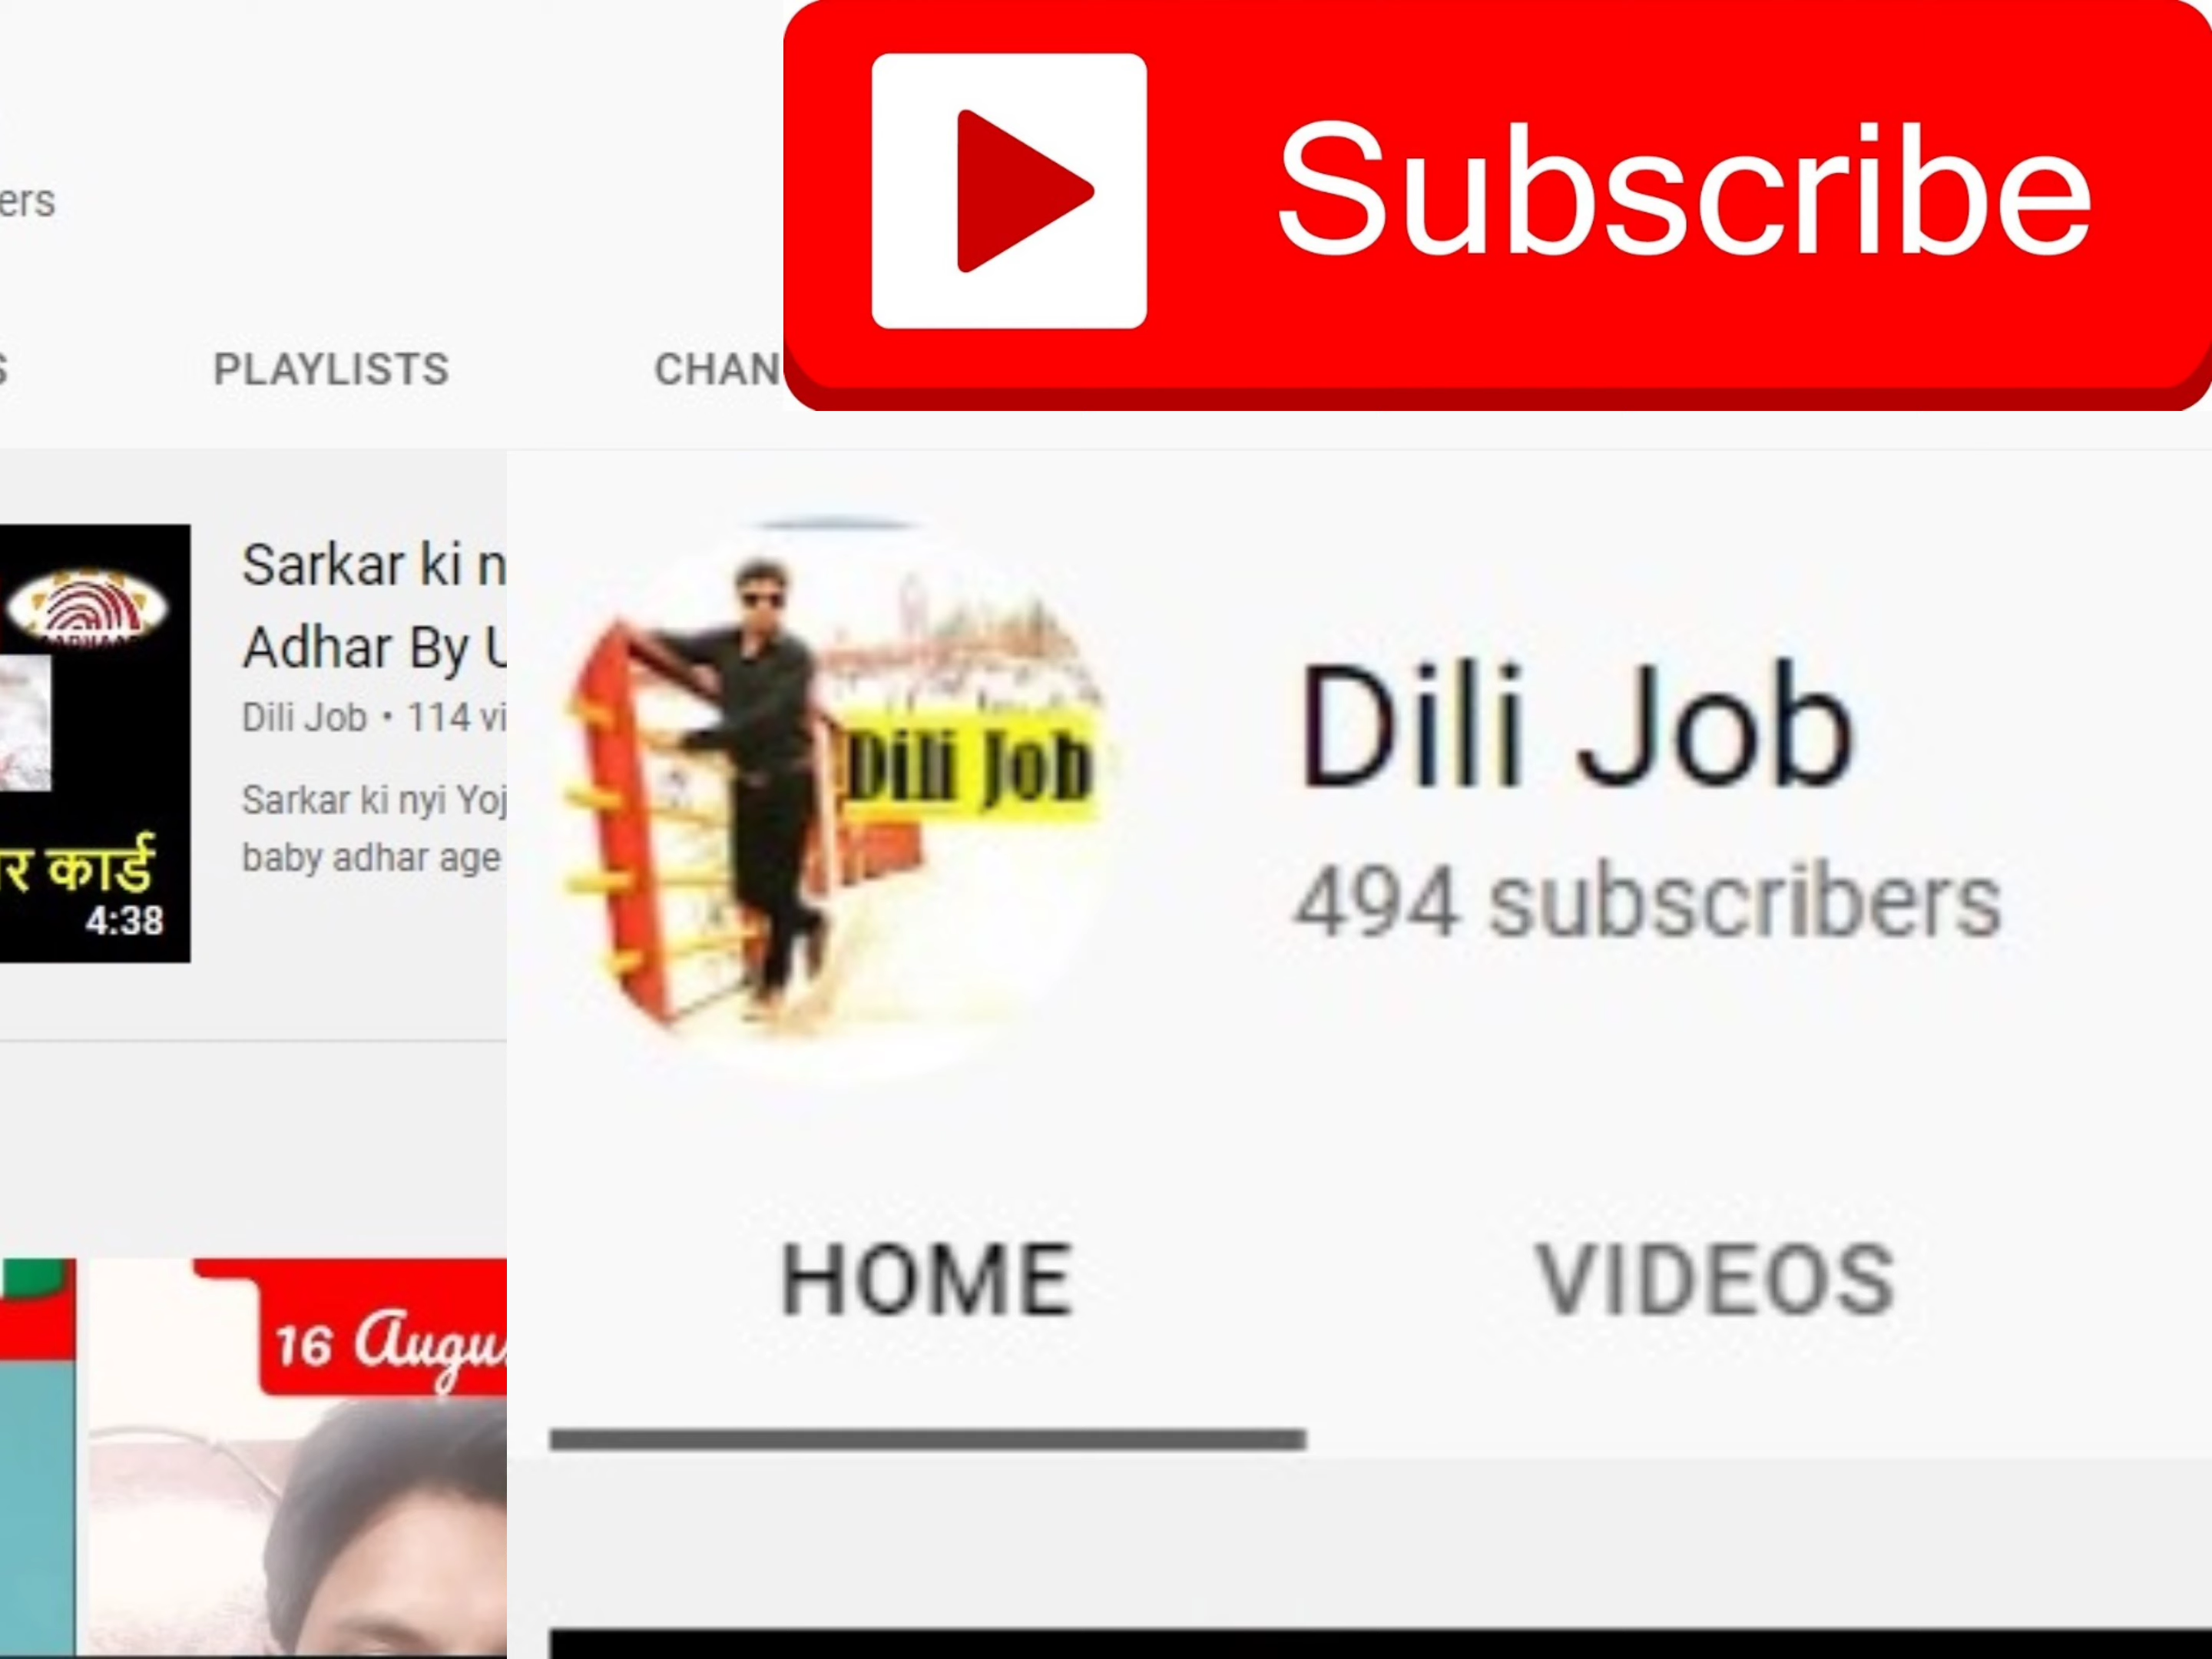 Subscribe
ers
S PLAYLISTS CHAN
Sarkar ki n
Adhar By U
Dili Job • 114 vi
Sarkar ki nyi Yoj
baby adhar age
AADHAAR
र कार्ड
4:38
Dili Job
Dili Job
494 subscribers
HOME VIDEOS
16 Augu